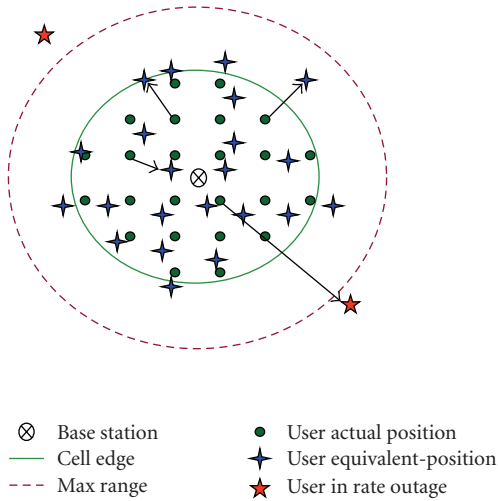 Base station
Cell edge
Max range
User actual position
User equivalent-position
User in rate outage